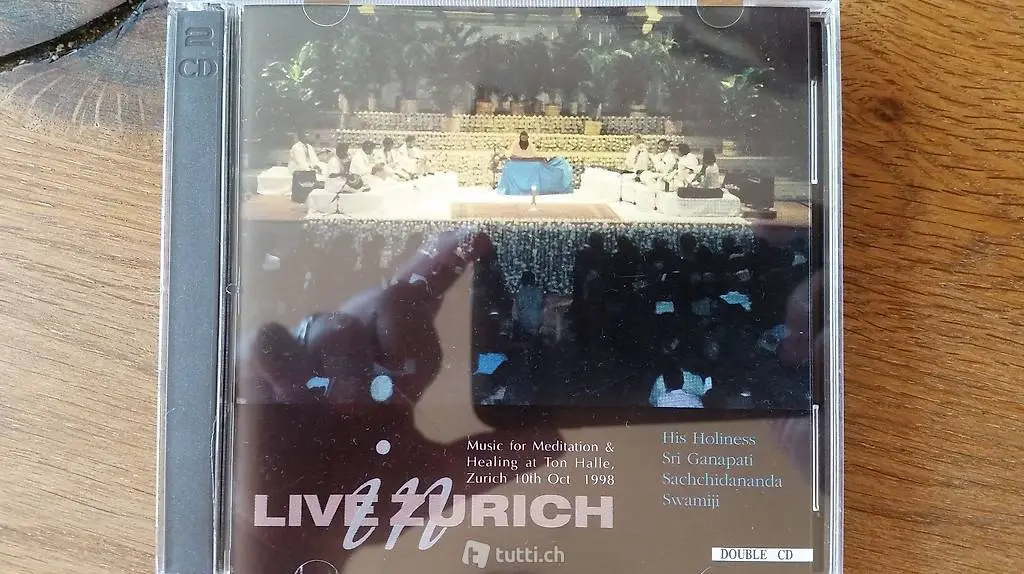 2
CD
Music for Meditation &
Healing at Ton Halle,
Zurich 10th Oct 1998
His Holiness
Sri Ganapati
Sachchidananda
Swamiji
LIVE in ZURICH
DOUBLE CD
tutti.ch